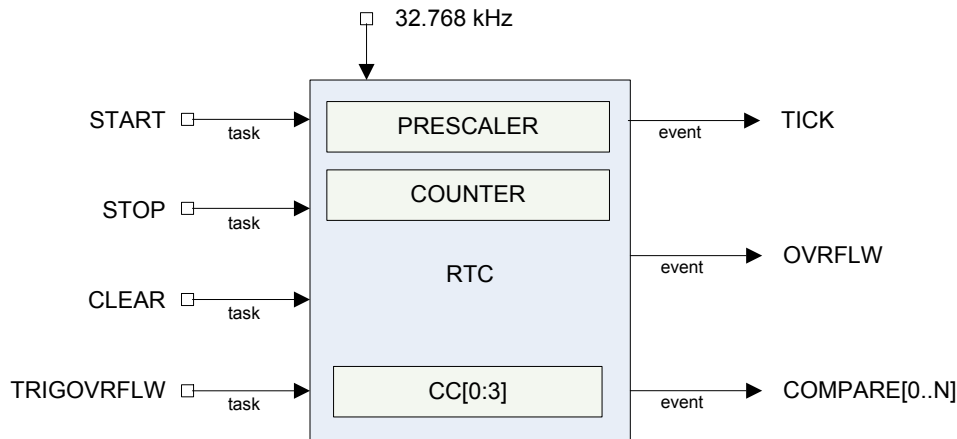 32.768 kHz
START
task
PRESCALER
event
TICK
STOP
task
COUNTER
RTC
event
OVRFLW
CLEAR
task
TRIGOVRFLW
task
CC[0:3]
event
COMPARE[0..N]